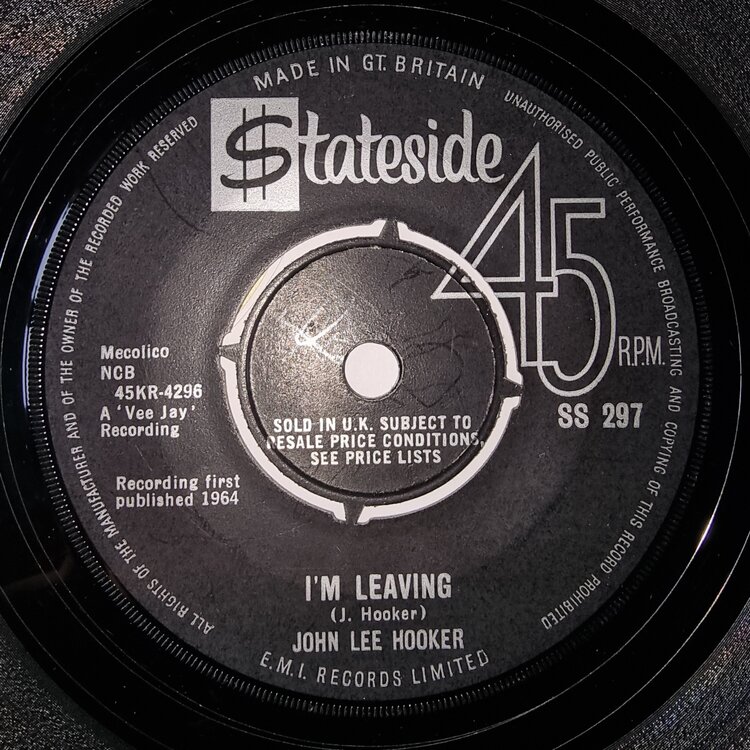 MADE IN GT. BRITAIN
$tateside
45
R.P.M.
SS 297
Mecolico
NCB
45KR-4296
A 'Vee Jay'
Recording
Recording first
published 1964
SOLD IN U.K. SUBJECT TO
RESALE PRICE CONDITIONS,
SEE PRICE LISTS
I'M LEAVING
(J. Hooker)
JOHN LEE HOOKER
E.M.I. RECORDS LIMITED
ALL RIGHTS OF THE MANUFACTURER AND OF THE OWNER OF THE RECORDED WORK RESERVED
UNAUTHORISED PUBLIC PERFORMANCE BROADCASTING AND COPYING OF THIS RECORD PROHIBITED